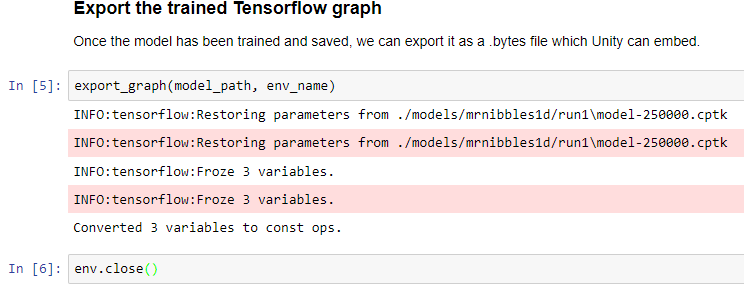 Export the trained Tensorflow graph
Once the model has been trained and saved, we can export it as a .bytes file which Unity can embed.
In [5]: export_graph(model_path, env_name)
INFO:tensorflow:Restoring parameters from ./models/mrnibbles1d/run1\model-250000.cptk
INFO:tensorflow:Restoring parameters from ./models/mrnibbles1d/run1\model-250000.cptk
INFO:tensorflow:Froze 3 variables.
INFO:tensorflow:Froze 3 variables.
Converted 3 variables to const ops.
In [6]: env.close()